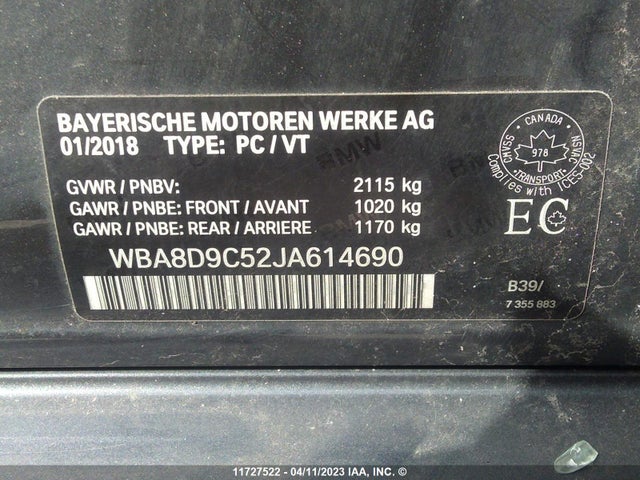 BAYERISCHE MOTOREN WERKE AG
01/2018 TYPE: PC / VT
GVWR / PNBV: 2115 kg
GAWR / PNBE: FRONT / AVANT 1020 kg
GAWR / PNBE: REAR / ARRIERE 1170 kg
WBA8D9C52JA614690
CANADA
978
TRANSPORT
CMVSS
NSVAC
Complies with ICES-002
EC
B39/
7 355 883
BMW
11727522 - 04/11/2023 IAA, INC. ©